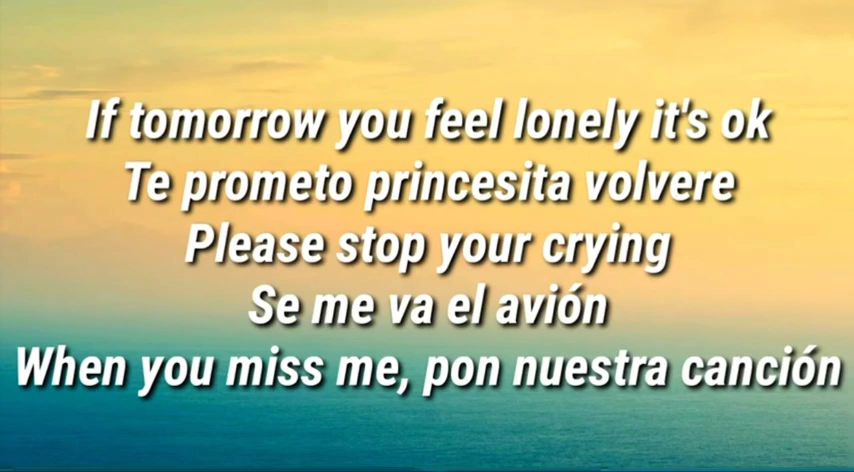 If tomorrow you feel lonely it's ok
Te prometo princesita volvere
Please stop your crying
Se me va el avión
When you miss me, pon nuestra canción